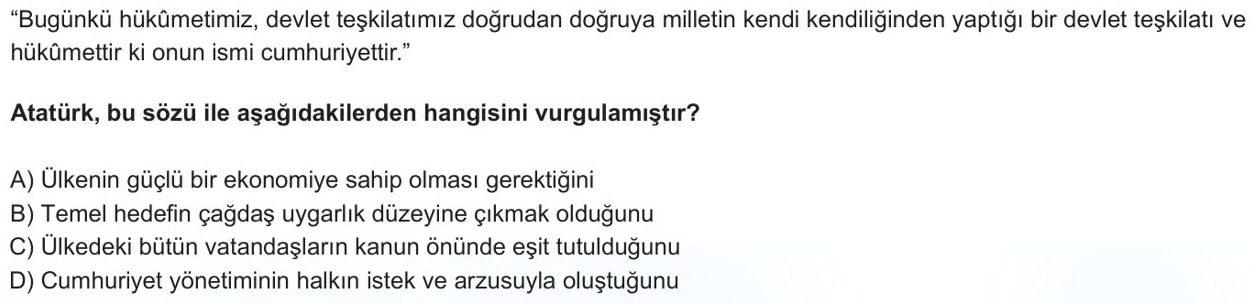 “Bugünkü hükûmetimiz, devlet teşkilatımız doğrudan doğruya milletin kendi kendiliğinden yaptığı bir devlet teşkilatı ve
hükûmettir ki onun ismi cumhuriyettir.”
Atatürk, bu sözü ile aşağıdakilerden hangisini vurgulamıştır?
A) Ülkenin güçlü bir ekonomiye sahip olması gerektiğini
B) Temel hedefin çağdaş uygarlık düzeyine çıkmak olduğunu
C) Ülkedeki bütün vatandaşların kanun önünde eşit tutulduğunu
D) Cumhuriyet yönetiminin halkın istek ve arzusuyla oluştuğunu